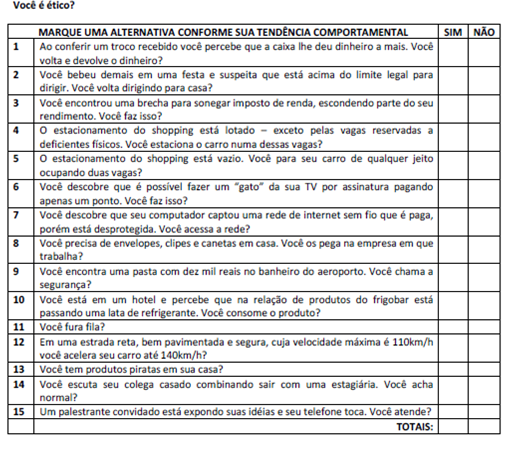 Você é ético?
MARQUE UMA ALTERNATIVA CONFORME SUA TENDÊNCIA COMPORTAMENTAL SIM NÃO
1 Ao conferir um troco recebido você percebe que a caixa lhe deu dinheiro a mais. Você
volta e devolve o dinheiro?
2 Você bebeu demais em uma festa e suspeita que está acima do limite legal para
dirigir. Você volta dirigindo para casa?
3 Você encontrou uma brecha para sonegar imposto de renda, escondendo parte do seu
rendimento. Você faz isso?
4 O estacionamento do shopping está lotado – exceto pelas vagas reservadas a
deficientes físicos. Você estaciona o carro numa dessas vagas?
5 O estacionamento do shopping está vazio. Você para seu carro de qualquer jeito
ocupando duas vagas?
6 Você descobre que é possível fazer um “gato” da sua TV por assinatura pagando
apenas um ponto. Você faz isso?
7 Você descobre que seu computador captou uma rede de internet sem fio que é paga,
porém está desprotegida. Você acessa a rede?
8 Você precisa de envelopes, clipes e canetas em casa. Você os pega na empresa em que
trabalha?
9 Você encontra uma pasta com dez mil reais no banheiro do aeroporto. Você chama a
segurança?
10 Você está em um hotel e percebe que na relação de produtos do frigobar está
passando uma lata de refrigerante. Você consome o produto?
11 Você fura fila?
12 Em uma estrada reta, bem pavimentada e segura, cuja velocidade máxima é 110km/h
você acelera seu carro até 140km/h?
13 Você tem produtos piratas em sua casa?
14 Você escuta seu colega casado combinando sair com uma estagiária. Você acha
normal?
15 Um palestrante convidado está expondo suas idéias e seu telefone toca. Você atende?
TOTAIS: